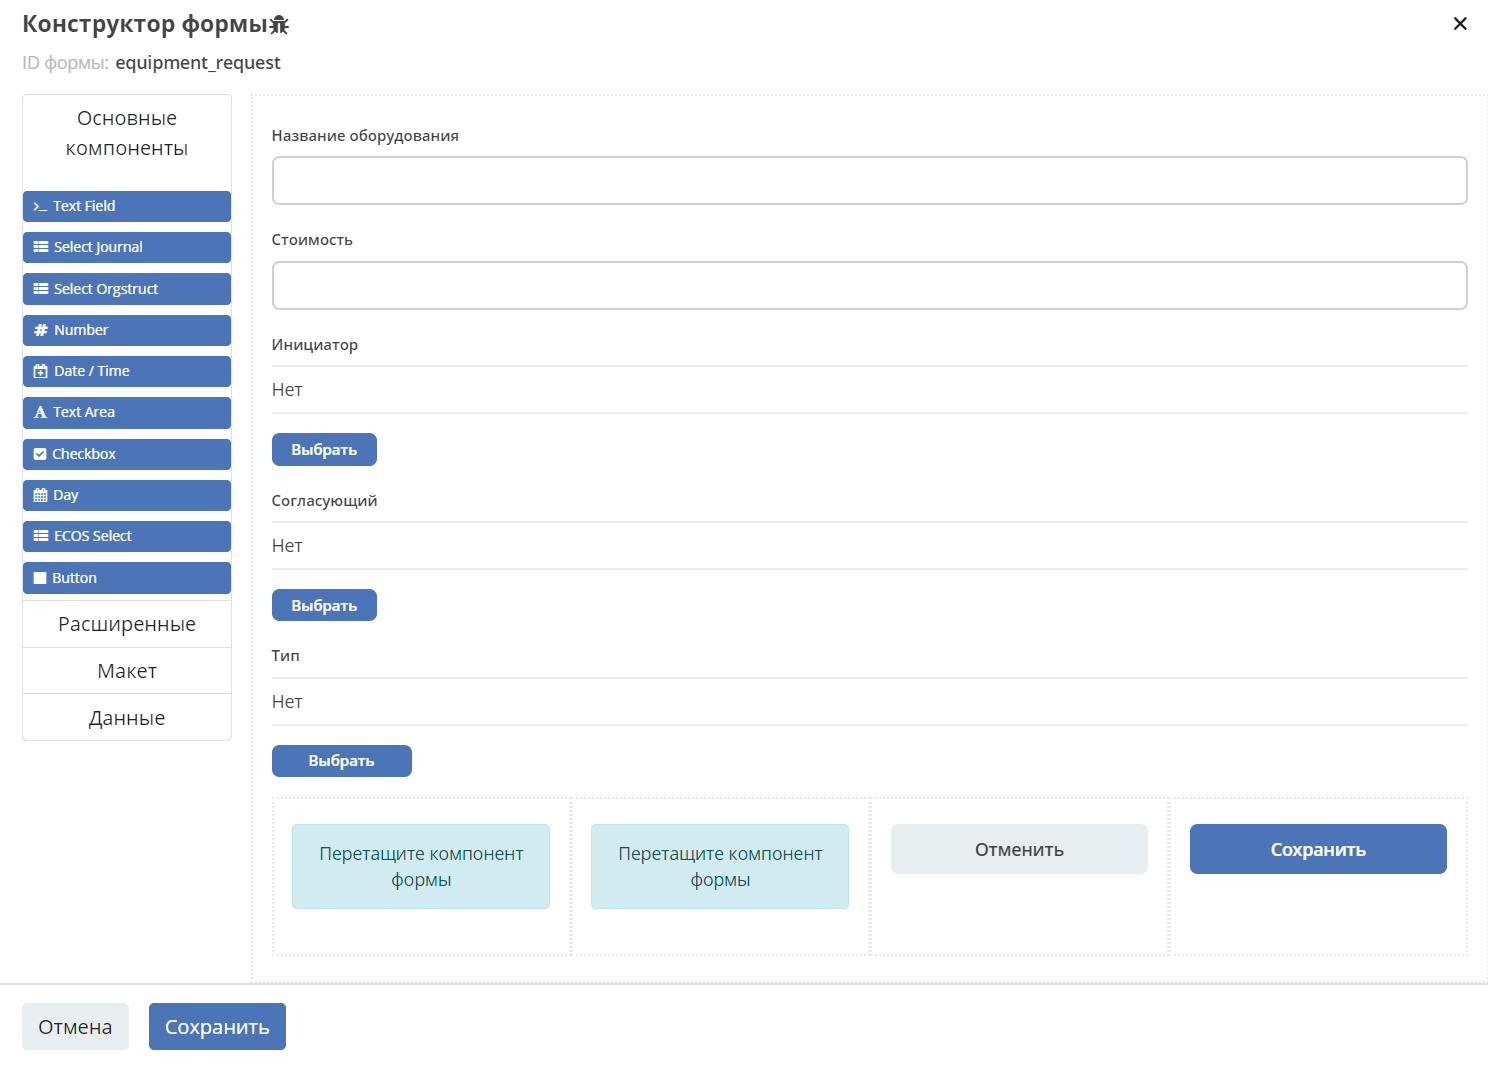 Конструктор формы
ID формы: equipment_request
Основные
компоненты
Text Field
Select Journal
Select Orgstruct
Number
Date / Time
Text Area
Checkbox
Day
ECOS Select
Button
Расширенные
Макет
Данные
Название оборудования
Стоимость
Инициатор
Нет
Выбрать
Согласующий
Нет
Выбрать
Тип
Нет
Выбрать
Перетащите компонент
формы
Перетащите компонент
формы
Отменить
Сохранить
Отмена
Сохранить